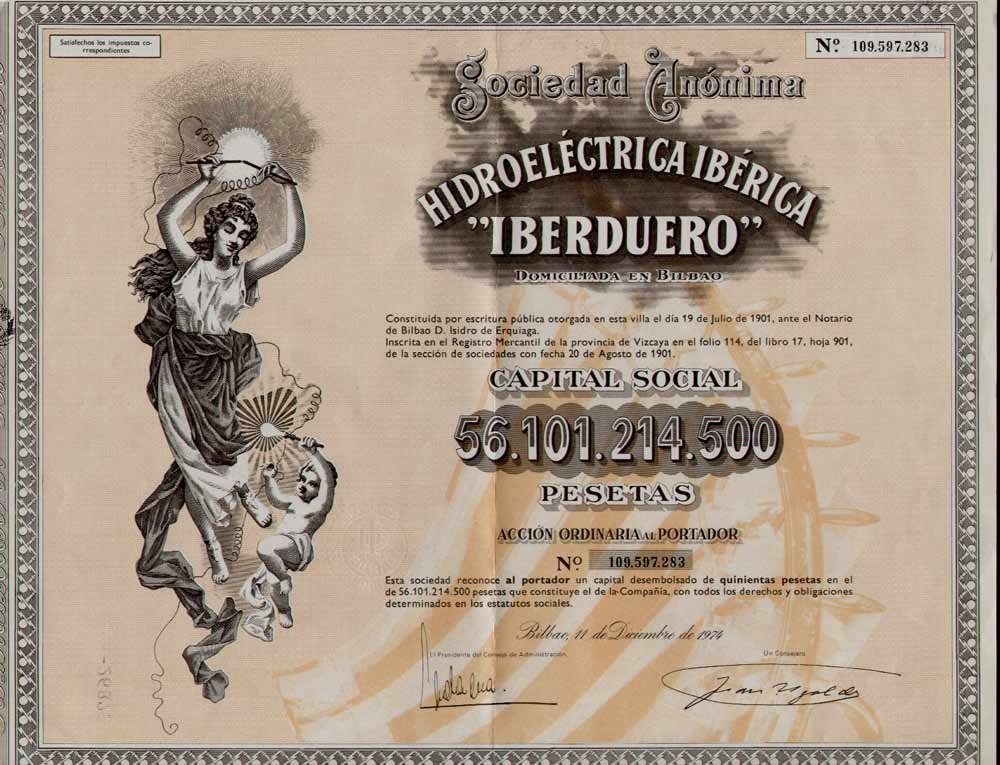 Satisfechos los impuestos co-
rrespondientes
Nº 109.597.283
Sociedad Anónima
HIDROELÉCTRICA IBÉRICA
"IBERDUERO"
DOMICILIADA EN BILBAO
Constituida por escritura pública otorgada en esta villa el día 19 de Julio de 1901, ante el Notario
de Bilbao D. Isidro de Erquiaga.
Inscrita en el Registro Mercantil de la provincia de Vizcaya en el folio 114, del libro 17, hoja 901,
de la sección de sociedades con fecha 20 de Agosto de 1901.
CAPITAL SOCIAL
56.101.214.500
PESETAS
ACCIÓN ORDINARIA AL PORTADOR
Nº 109.597.283
Esta sociedad reconoce al portador un capital desembolsado de quinientas pesetas en el
de 56.101.214.500 pesetas que constituye el de la Compañía, con todos los derechos y obligaciones
determinados en los estatutos sociales.
Bilbao, 11 de Diciembre de 1974
El Presidente del Consejo de Administración,
Un Consejero